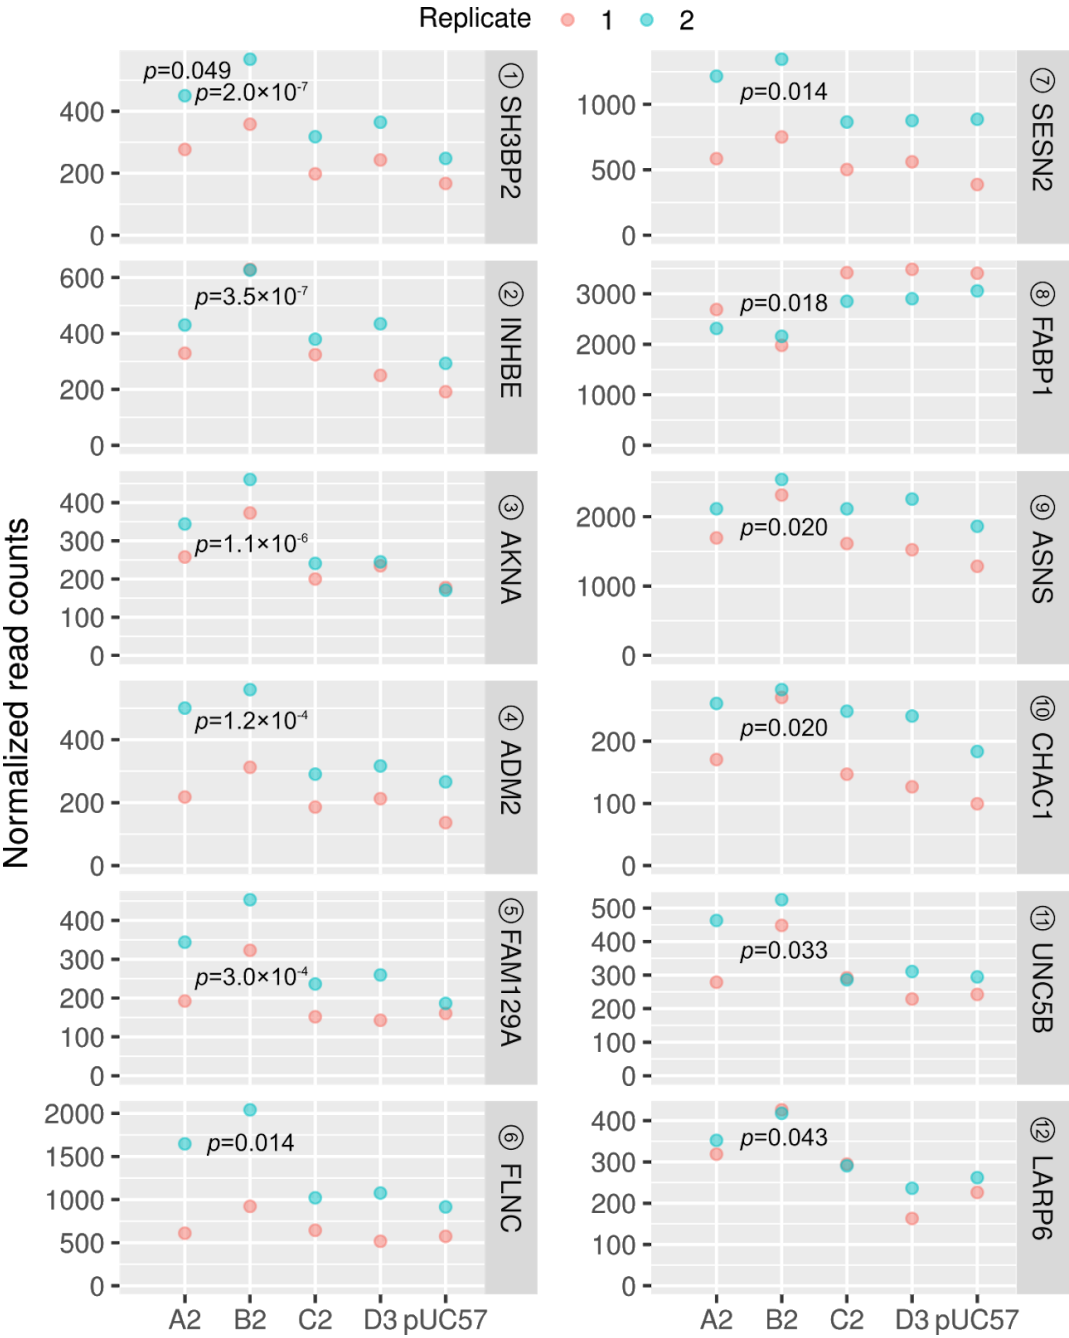 Replicate 1 2
Normalized read counts
p=0.049
p=2.0×10-7
400
200
0
① SH3BP2
p=3.5×10-7
600
400
200
0
② INHBE
p=1.1×10-6
400
300
200
100
0
③ AKNA
p=1.2×10-4
400
200
0
④ ADM2
p=3.0×10-4
400
300
200
100
0
⑤ FAM129A
p=0.014
2000
1500
1000
500
0
⑥ FLNC
A2 B2 C2 D3 pUC57
p=0.014
1000
500
0
⑦ SESN2
p=0.018
3000
2000
1000
0
⑧ FABP1
p=0.020
2000
1000
0
⑨ ASNS
p=0.020
200
100
0
⑩ CHAC1
p=0.033
500
400
300
200
100
0
⑪ UNC5B
p=0.043
400
300
200
100
0
⑫ LARP6
A2 B2 C2 D3 pUC57